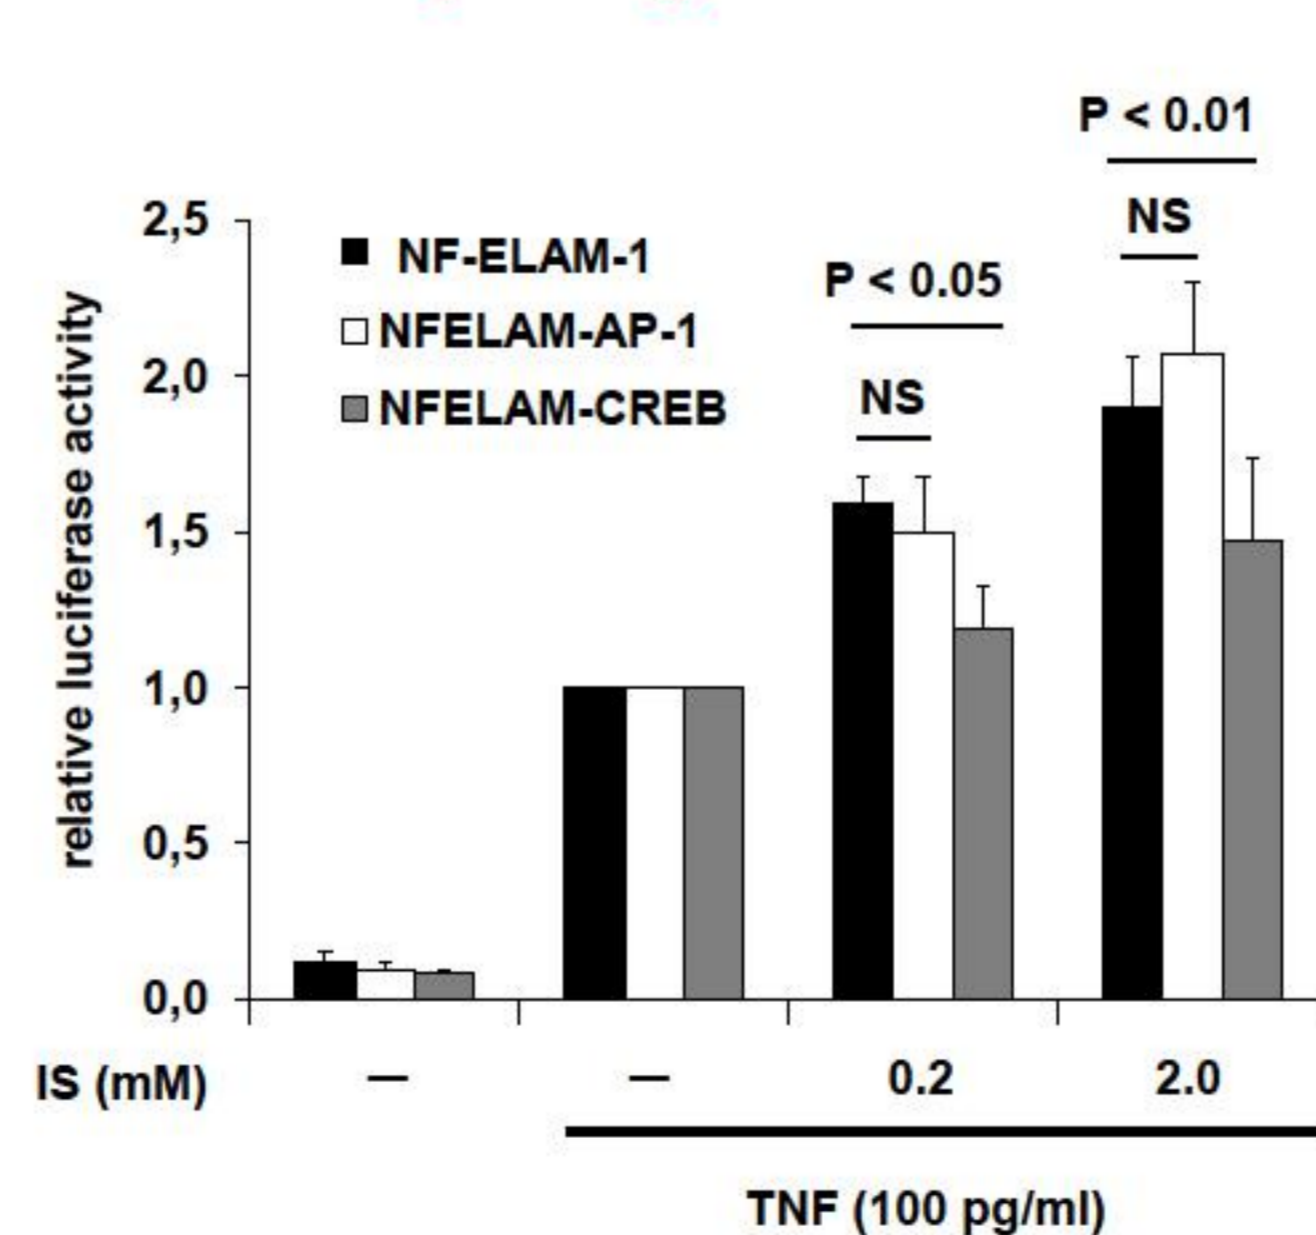 P < 0.01
NS
2,5
NF-ELAM-1
P < 0.05
NFELAM-AP-1
2,0
NS
NFELAM-CREB
1,5
1,0
0,5
0,0
relative luciferase activity
IS (mM) — — 0.2 2.0
TNF (100 pg/ml)